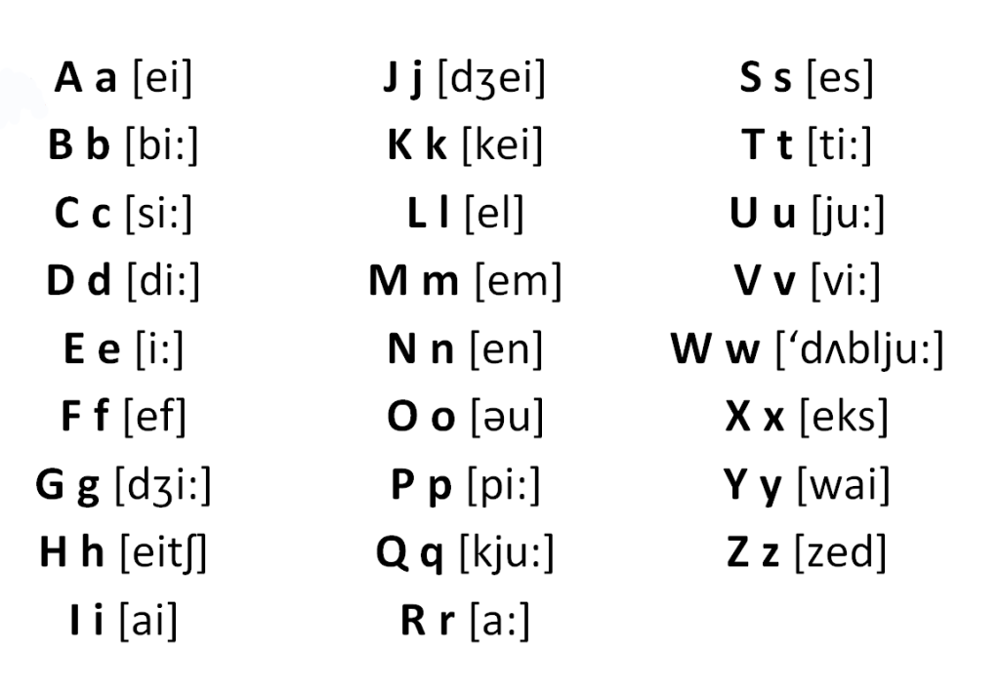 A a [ei]
B b [bi:]
C c [si:]
D d [di:]
E e [i:]
F f [ef]
G g [dʒi:]
H h [eitʃ]
I i [ai]
J j [dʒei]
K k [kei]
L l [el]
M m [em]
N n [en]
O o [əu]
P p [pi:]
Q q [kju:]
R r [a:]
S s [es]
T t [ti:]
U u [ju:]
V v [vi:]
W w [‘dʌblju:]
X x [eks]
Y y [wai]
Z z [zed]